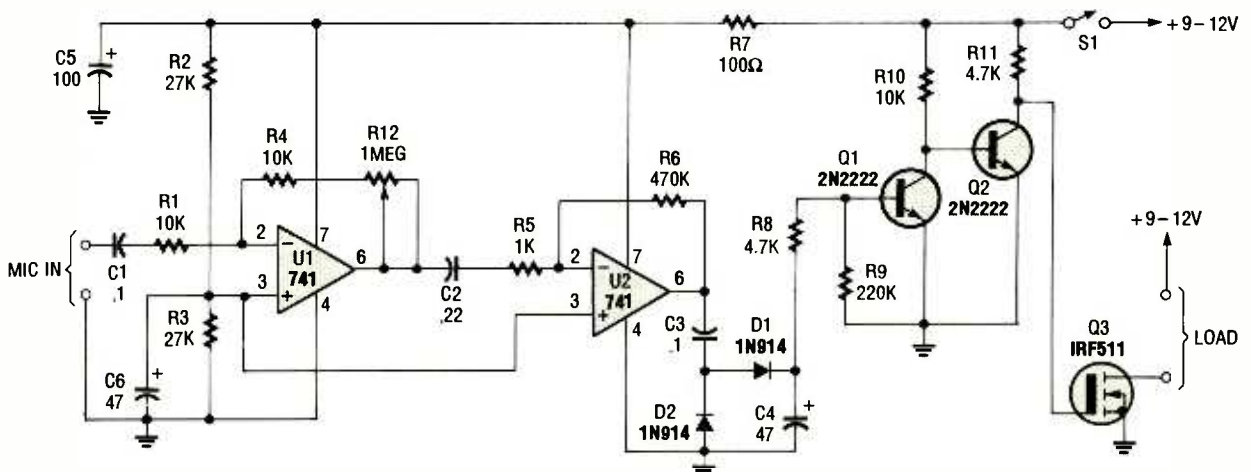 C5
100
+
R2
27K
R7
100Ω
R10
10K
R11
4.7K
S1
+9–12V
R4
10K
R12
1MEG
R6
470K
Q1
2N2222
Q2
2N2222
R1
10K
R5
1K
R8
4.7K
+9–12V
MIC IN
C1
.1
2
–
7
U1
741
6
3
+
4
C2
.22
2
–
7
U2
741
6
3
+
4
R9
220K
R3
27K
C3
.1
D1
1N914
Q3
IRF511
LOAD
C6
47
+
D2
1N914
C4
47
+